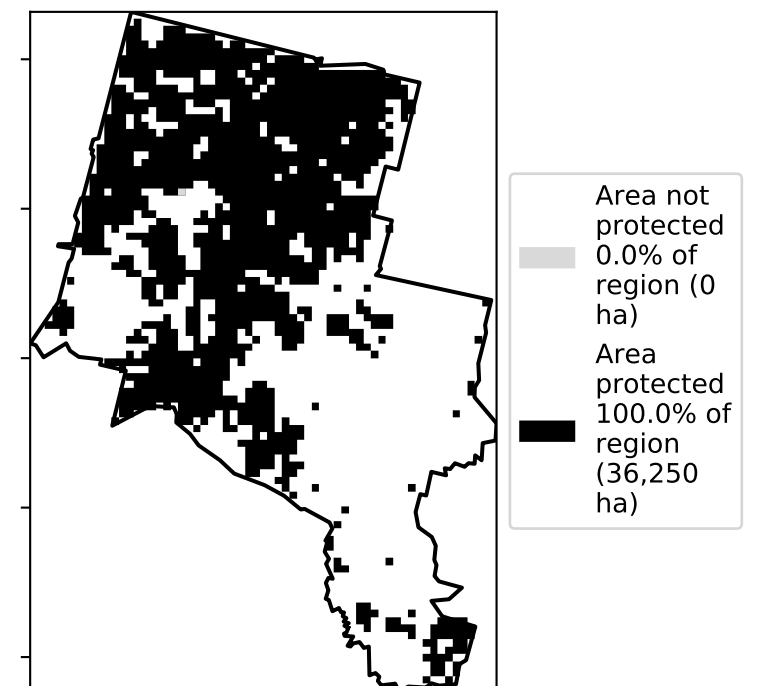 Area not
protected
0.0% of
region (0
ha)
Area
protected
100.0% of
region
(36,250
ha)